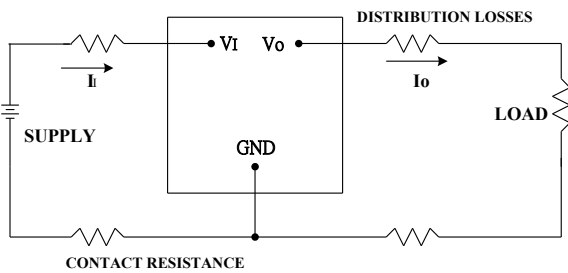 DISTRIBUTION LOSSES
VI Vo
II
Io
SUPPLY
LOAD
GND
CONTACT RESISTANCE